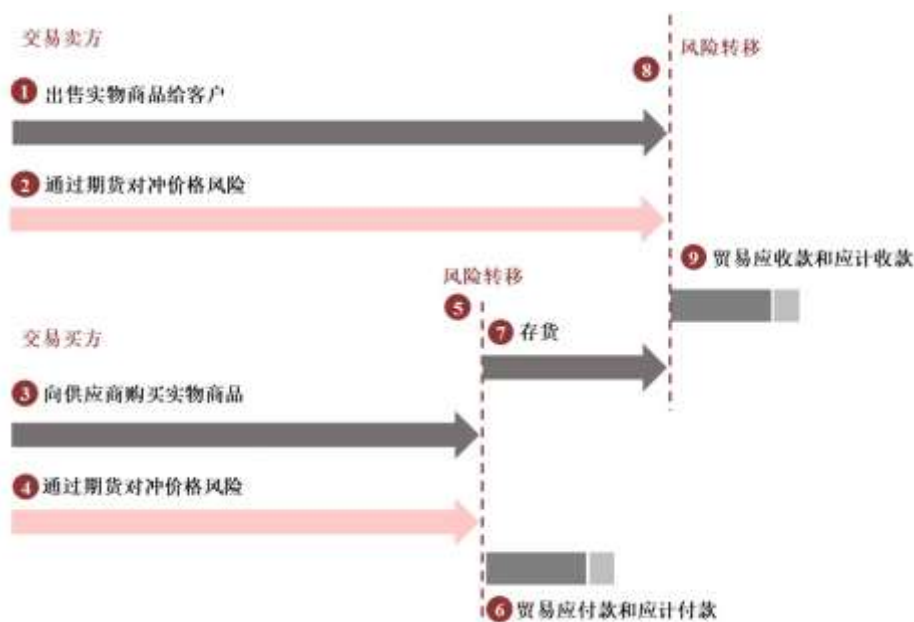 交易卖方
8 风险转移
1 出售实物商品给客户
2 通过期货对冲价格风险
9 贸易应收款和应计收款
风险转移
5
交易买方
7 存货
3 向供应商购买实物商品
4 通过期货对冲价格风险
6 贸易应付款和应计付款